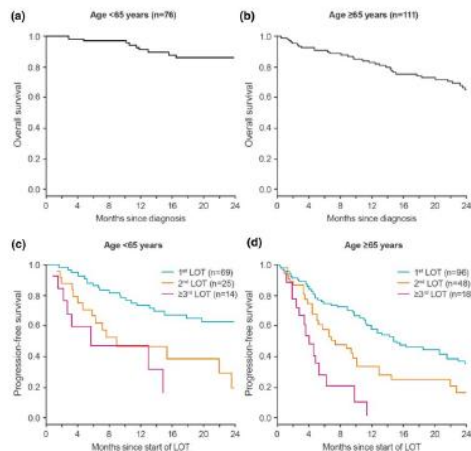 (a) Age <65 years (n=76)
Overall survival
1.0
0.8
0.6
0.4
0.2
0.0
0 4 8 12 16 20 24
Months since diagnosis
(b) Age ≥65 years (n=111)
Overall survival
1.0
0.8
0.6
0.4
0.2
0.0
0 4 8 12 16 20 24
Months since diagnosis
(c) Age <65 years
Progression-free survival
1.0
0.8
0.6
0.4
0.2
0.0
1st LOT (n=69)
2nd LOT (n=25)
≥3rd LOT (n=14)
0 4 8 12 16 20 24
Months since start of LOT
(d) Age ≥65 years
Progression-free survival
1.0
0.8
0.6
0.4
0.2
0.0
1st LOT (n=96)
2nd LOT (n=48)
≥3rd LOT (n=18)
0 4 8 12 16 20 24
Months since start of LOT